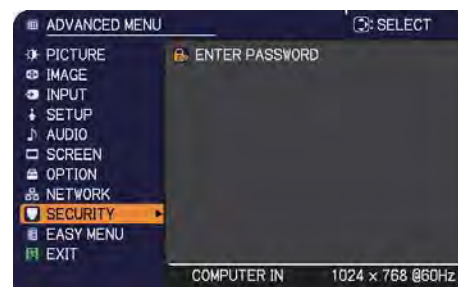 ADVANCED MENU : SELECT
PICTURE ENTER PASSWORD
IMAGE
INPUT
SETUP
AUDIO
SCREEN
OPTION
NETWORK
SECURITY
EASY MENU
EXIT
COMPUTER IN 1024 x 768 @60Hz